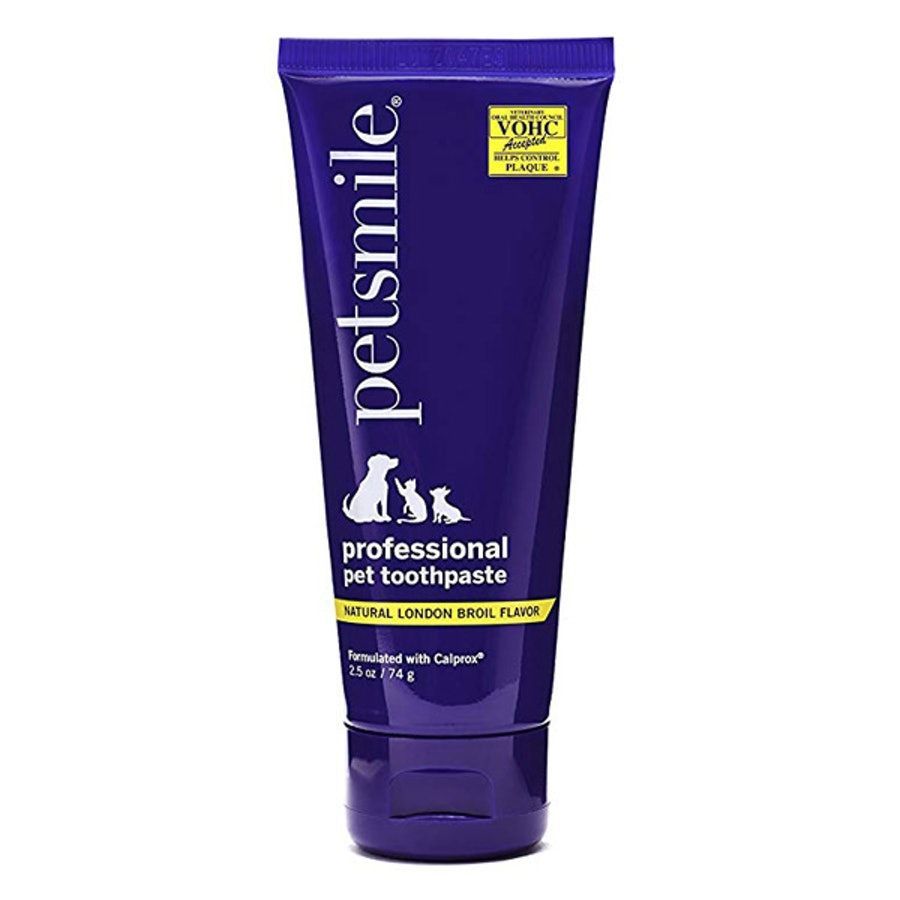 petsmile®
VETERINARY
ORAL HEALTH COUNCIL
VOHC
Accepted
HELPS CONTROL
PLAQUE ®
professional
pet toothpaste
NATURAL LONDON BROIL FLAVOR
Formulated with Calprox®
2.5 oz / 74 g